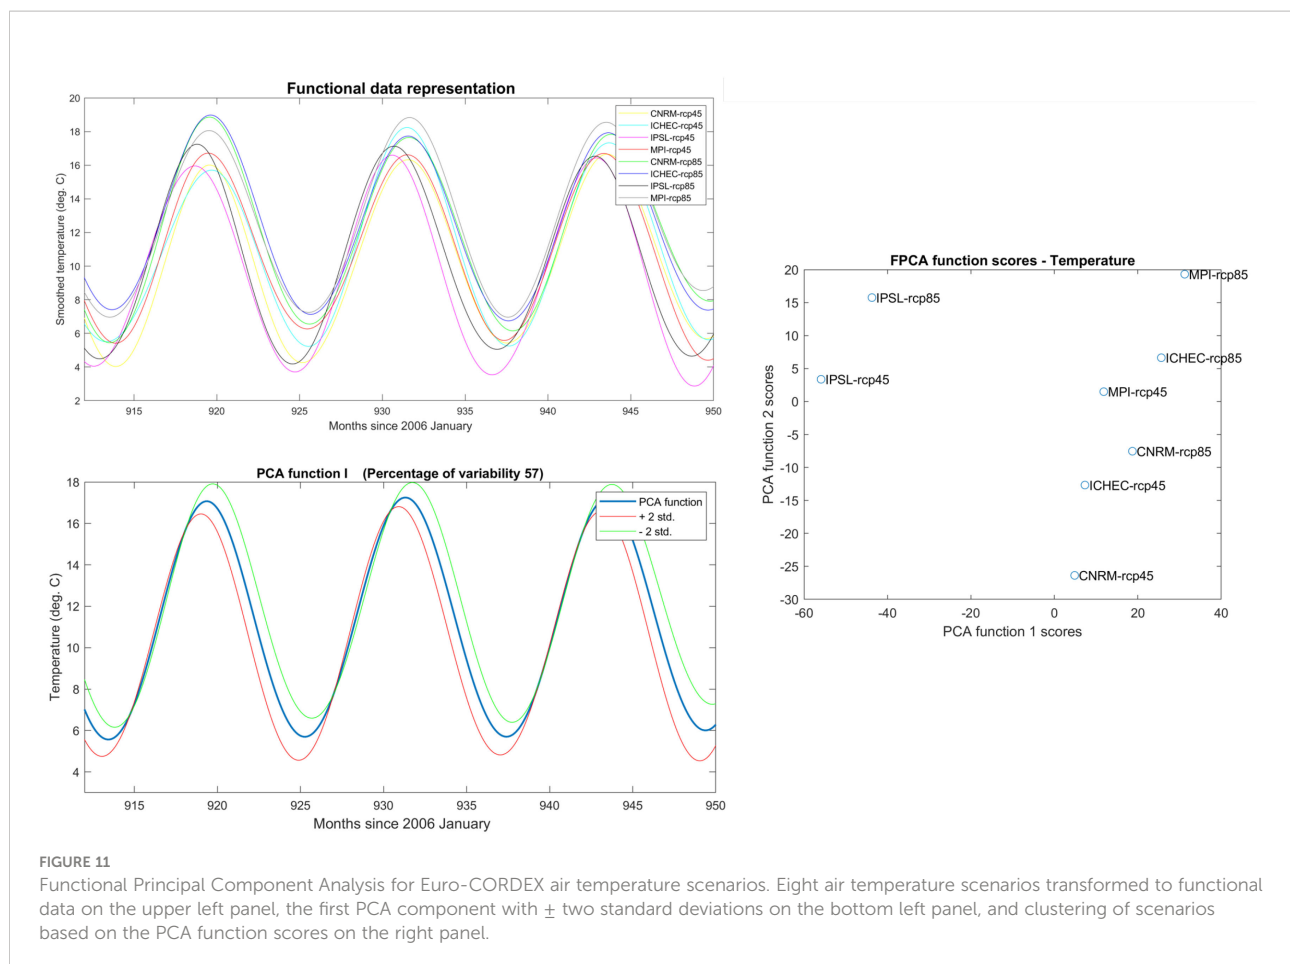 Functional data representation
20
18
16
14
12
10
8
6
4
2
Smoothed temperature (deg. C)
915
920
925
930
935
940
945
950
Months since 2006 January
CNRM-rcp45
ICHEC-rcp45
IPSL-rcp45
MPI-rcp45
CNRM-rcp85
ICHEC-rcp85
IPSL-rcp85
MPI-rcp85
PCA function I (Percentage of variability 57)
18
16
14
12
10
8
6
4
Temperature (deg. C)
915
920
925
930
935
940
945
950
Months since 2006 January
PCA function
+ 2 std.
- 2 std.
FPCA function scores - Temperature
20
15
10
5
0
-5
-10
-15
-20
-25
-30
PCA function 2 scores
-60
-40
-20
0
20
40
PCA function 1 scores
MPI-rcp85
IPSL-rcp85
ICHEC-rcp85
IPSL-rcp45
MPI-rcp45
CNRM-rcp85
ICHEC-rcp45
CNRM-rcp45
FIGURE 11
Functional Principal Component Analysis for Euro-CORDEX air temperature scenarios. Eight air temperature scenarios transformed to functional
data on the upper left panel, the first PCA component with ± two standard deviations on the bottom left panel, and clustering of scenarios
based on the PCA function scores on the right panel.